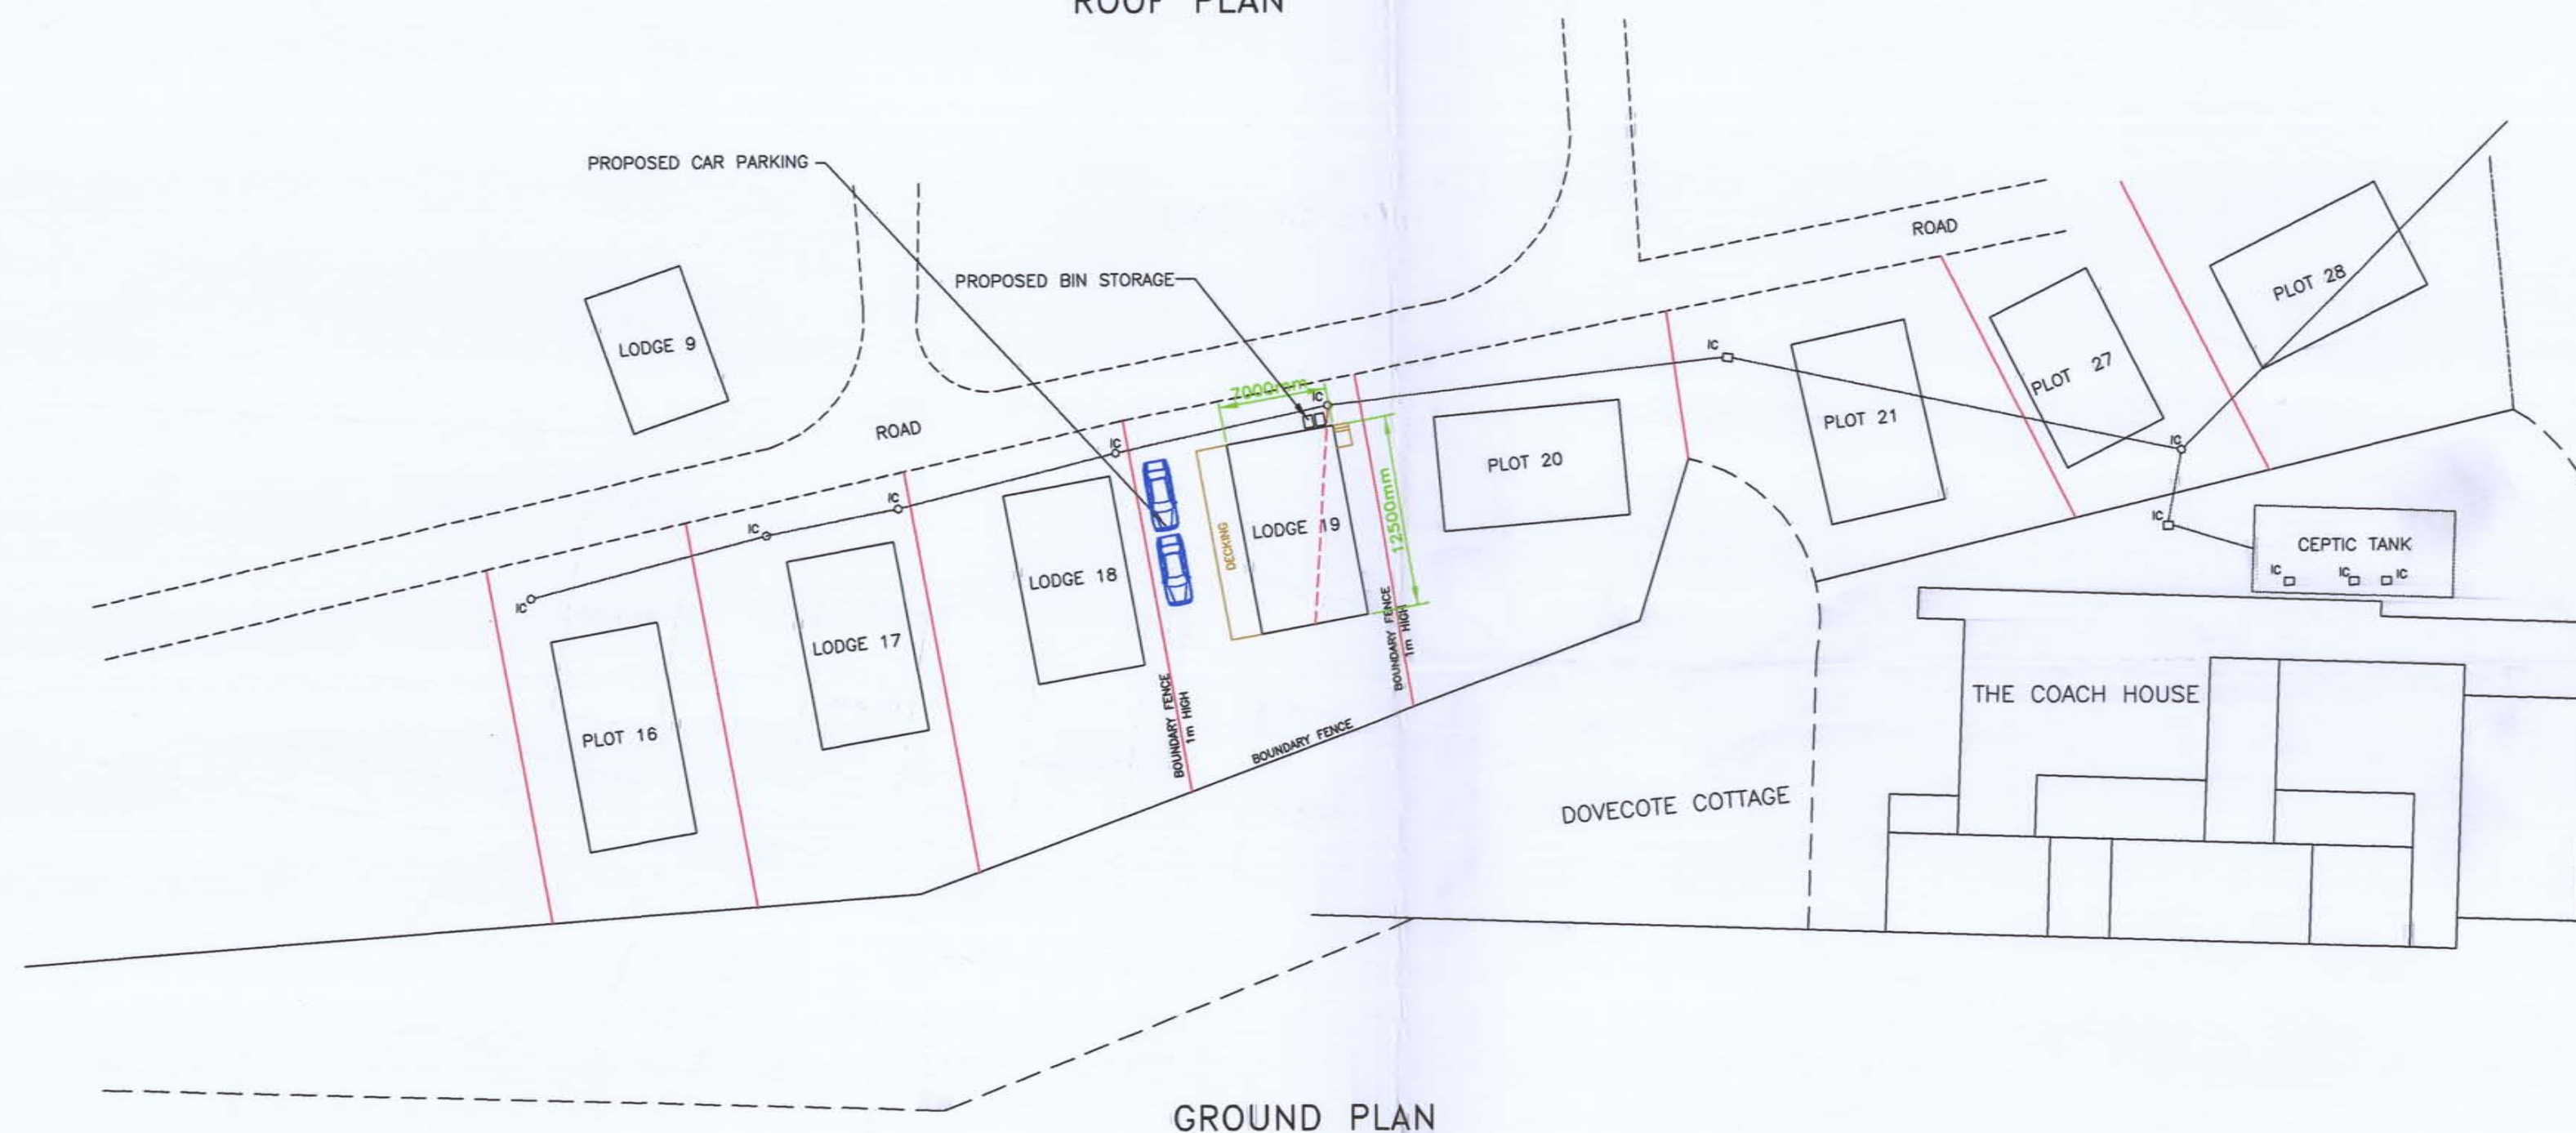 ROOF PLAN
PROPOSED CAR PARKING
PROPOSED BIN STORAGE
ROAD
PLOT 28
LODGE 9
IC
PLOT 27
7000mm
IC
PLOT 21
ROAD
IC
IC
PLOT 20
DECKING
LODGE 19
12500mm
IC
IC
IC
IC
CEPTIC TANK
IC
IC
IC
LODGE 18
IC
LODGE 17
BOUNDARY FENCE
1m HIGH
PLOT 16
BOUNDARY FENCE
1m HIGH
BOUNDARY FENCE
THE COACH HOUSE
DOVECOTE COTTAGE
GROUND PLAN